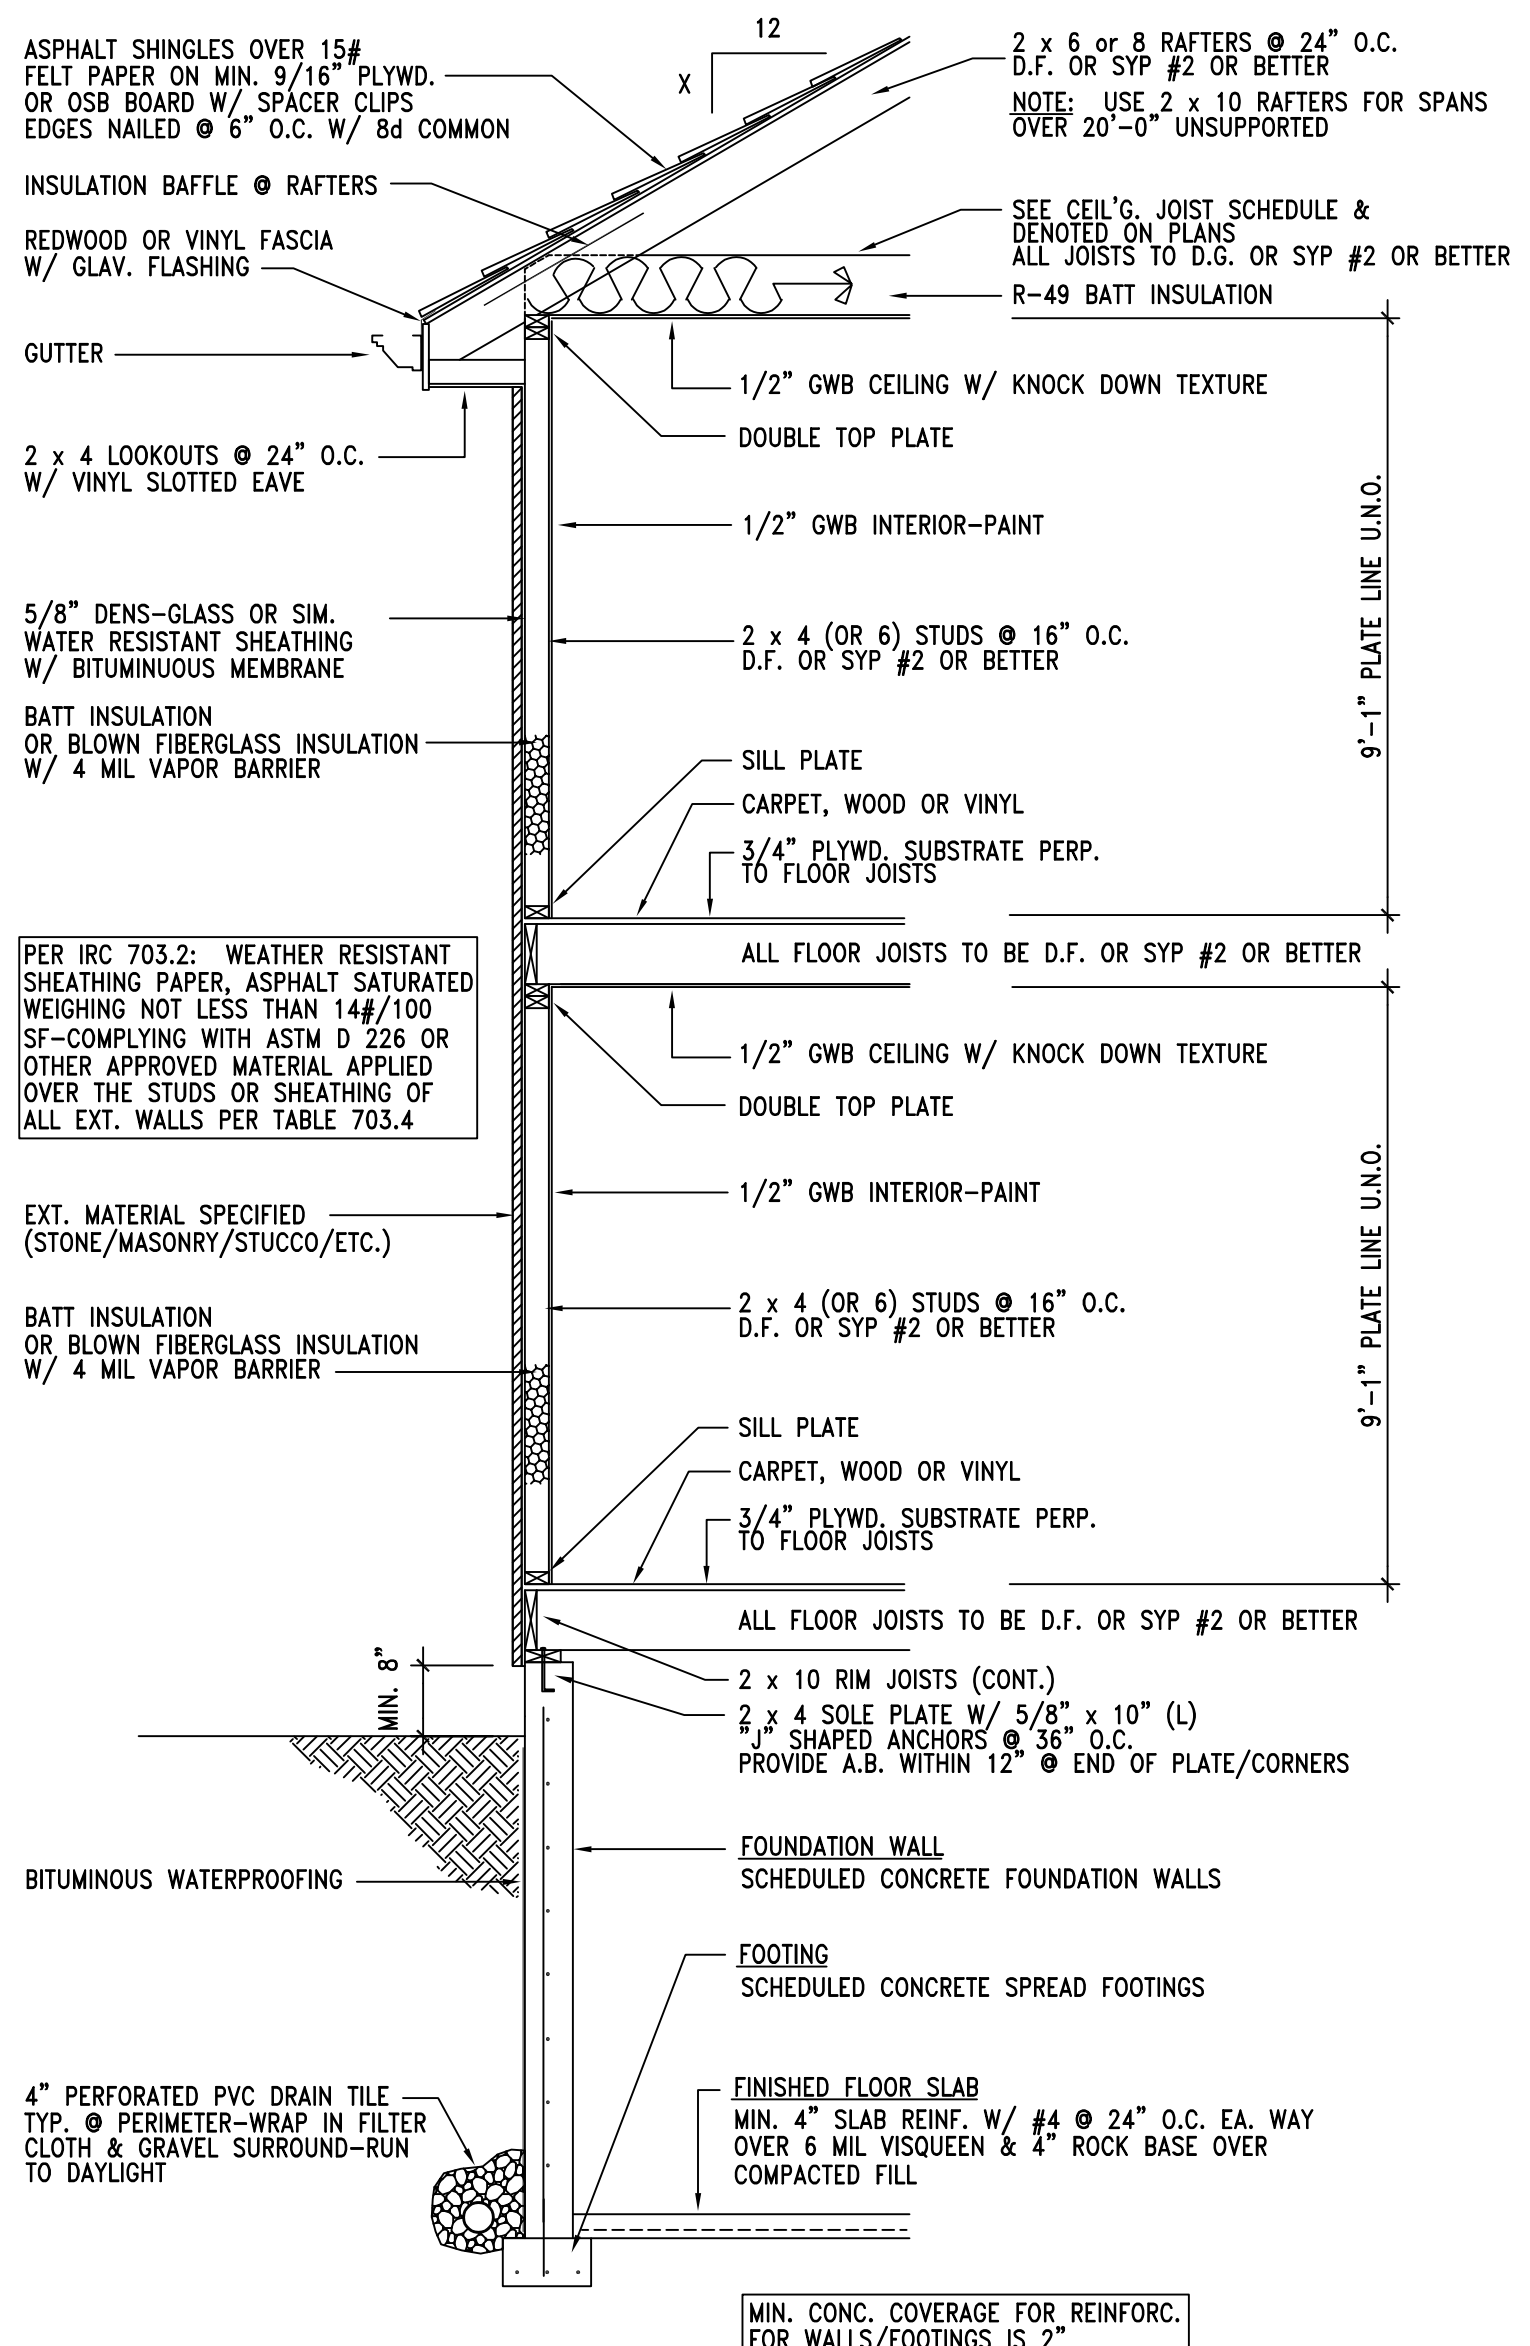 ASPHALT SHINGLES OVER 15#
FELT PAPER ON MIN. 9/16" PLYWD.
OR OSB BOARD W/ SPACER CLIPS
EDGES NAILED @ 6" O.C. W/ 8d COMMON
INSULATION BAFFLE @ RAFTERS
REDWOOD OR VINYL FASCIA
W/ GLAV. FLASHING
GUTTER
2 x 4 LOOKOUTS @ 24" O.C.
W/ VINYL SLOTTED EAVE
5/8" DENS-GLASS OR SIM.
WATER RESISTANT SHEATHING
W/ BITUMINUOUS MEMBRANE
BATT INSULATION
OR BLOWN FIBERGLASS INSULATION
W/ 4 MIL VAPOR BARRIER
PER IRC 703.2: WEATHER RESISTANT
SHEATHING PAPER, ASPHALT SATURATED
WEIGHING NOT LESS THAN 14#/100
SF-COMPLYING WITH ASTM D 226 OR
OTHER APPROVED MATERIAL APPLIED
OVER THE STUDS OR SHEATHING OF
ALL EXT. WALLS PER TABLE 703.4
EXT. MATERIAL SPECIFIED
(STONE/MASONRY/STUCCO/ETC.)
BATT INSULATION
OR BLOWN FIBERGLASS INSULATION
W/ 4 MIL VAPOR BARRIER
MIN. 8"
BITUMINOUS WATERPROOFING
4" PERFORATED PVC DRAIN TILE
TYP. @ PERIMETER-WRAP IN FILTER
CLOTH & GRAVEL SURROUND-RUN
TO DAYLIGHT
12
X
2 x 6 or 8 RAFTERS @ 24" O.C.
D.F. OR SYP #2 OR BETTER
NOTE: USE 2 x 10 RAFTERS FOR SPANS
OVER 20'-0" UNSUPPORTED
SEE CEIL'G. JOIST SCHEDULE &
DENOTED ON PLANS
ALL JOISTS TO D.G. OR SYP #2 OR BETTER
R-49 BATT INSULATION
1/2" GWB CEILING W/ KNOCK DOWN TEXTURE
DOUBLE TOP PLATE
1/2" GWB INTERIOR-PAINT
2 x 4 (OR 6) STUDS @ 16" O.C.
D.F. OR SYP #2 OR BETTER
9'-1" PLATE LINE U.N.O.
SILL PLATE
CARPET, WOOD OR VINYL
3/4" PLYWD. SUBSTRATE PERP.
TO FLOOR JOISTS
ALL FLOOR JOISTS TO BE D.F. OR SYP #2 OR BETTER
1/2" GWB CEILING W/ KNOCK DOWN TEXTURE
DOUBLE TOP PLATE
1/2" GWB INTERIOR-PAINT
2 x 4 (OR 6) STUDS @ 16" O.C.
D.F. OR SYP #2 OR BETTER
9'-1" PLATE LINE U.N.O.
SILL PLATE
CARPET, WOOD OR VINYL
3/4" PLYWD. SUBSTRATE PERP.
TO FLOOR JOISTS
ALL FLOOR JOISTS TO BE D.F. OR SYP #2 OR BETTER
2 x 10 RIM JOISTS (CONT.)
2 x 4 SOLE PLATE W/ 5/8" x 10" (L)
"J" SHAPED ANCHORS @ 36" O.C.
PROVIDE A.B. WITHIN 12" @ END OF PLATE/CORNERS
FOUNDATION WALL
SCHEDULED CONCRETE FOUNDATION WALLS
FOOTING
SCHEDULED CONCRETE SPREAD FOOTINGS
FINISHED FLOOR SLAB
MIN. 4" SLAB REINF. W/ #4 @ 24" O.C. EA. WAY
OVER 6 MIL VISQUEEN & 4" ROCK BASE OVER
COMPACTED FILL
MIN. CONC. COVERAGE FOR REINFORC.
FOR WALLS/FOOTINGS IS 2"